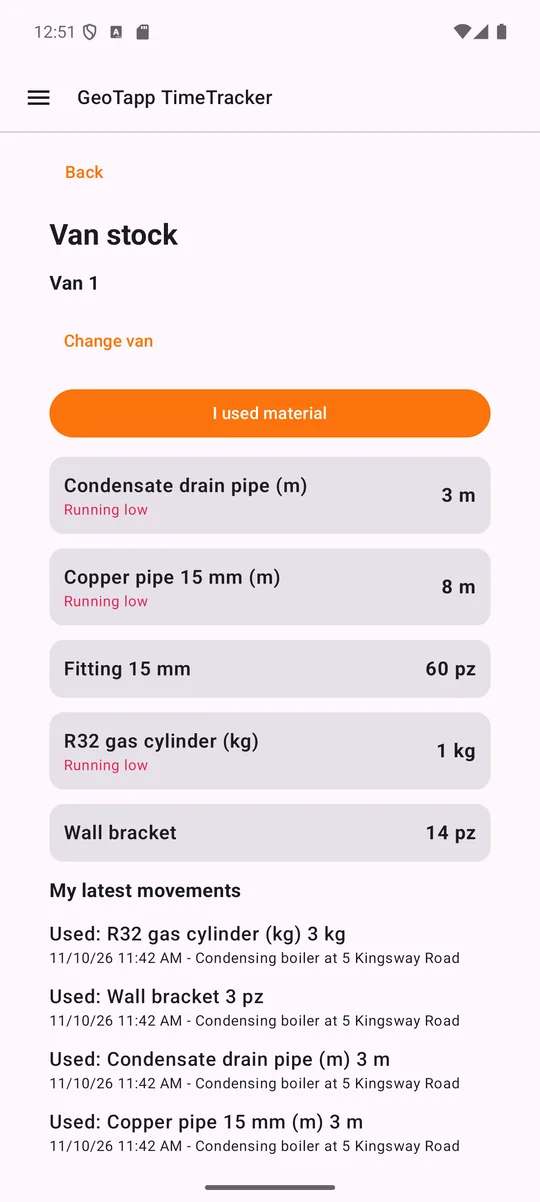 12:51
GeoTapp TimeTracker
Back
Van stock
Van 1
Change van
I used material
Condensate drain pipe (m)
Running low
3 m
Copper pipe 15 mm (m)
Running low
8 m
Fitting 15 mm
60 pz
R32 gas cylinder (kg)
Running low
1 kg
Wall bracket
14 pz
My latest movements
Used: R32 gas cylinder (kg) 3 kg
11/10/26 11:42 AM - Condensing boiler at 5 Kingsway Road
Used: Wall bracket 3 pz
11/10/26 11:42 AM - Condensing boiler at 5 Kingsway Road
Used: Condensate drain pipe (m) 3 m
11/10/26 11:42 AM - Condensing boiler at 5 Kingsway Road
Used: Copper pipe 15 mm (m) 3 m
11/10/26 11:42 AM - Condensing boiler at 5 Kingsway Road